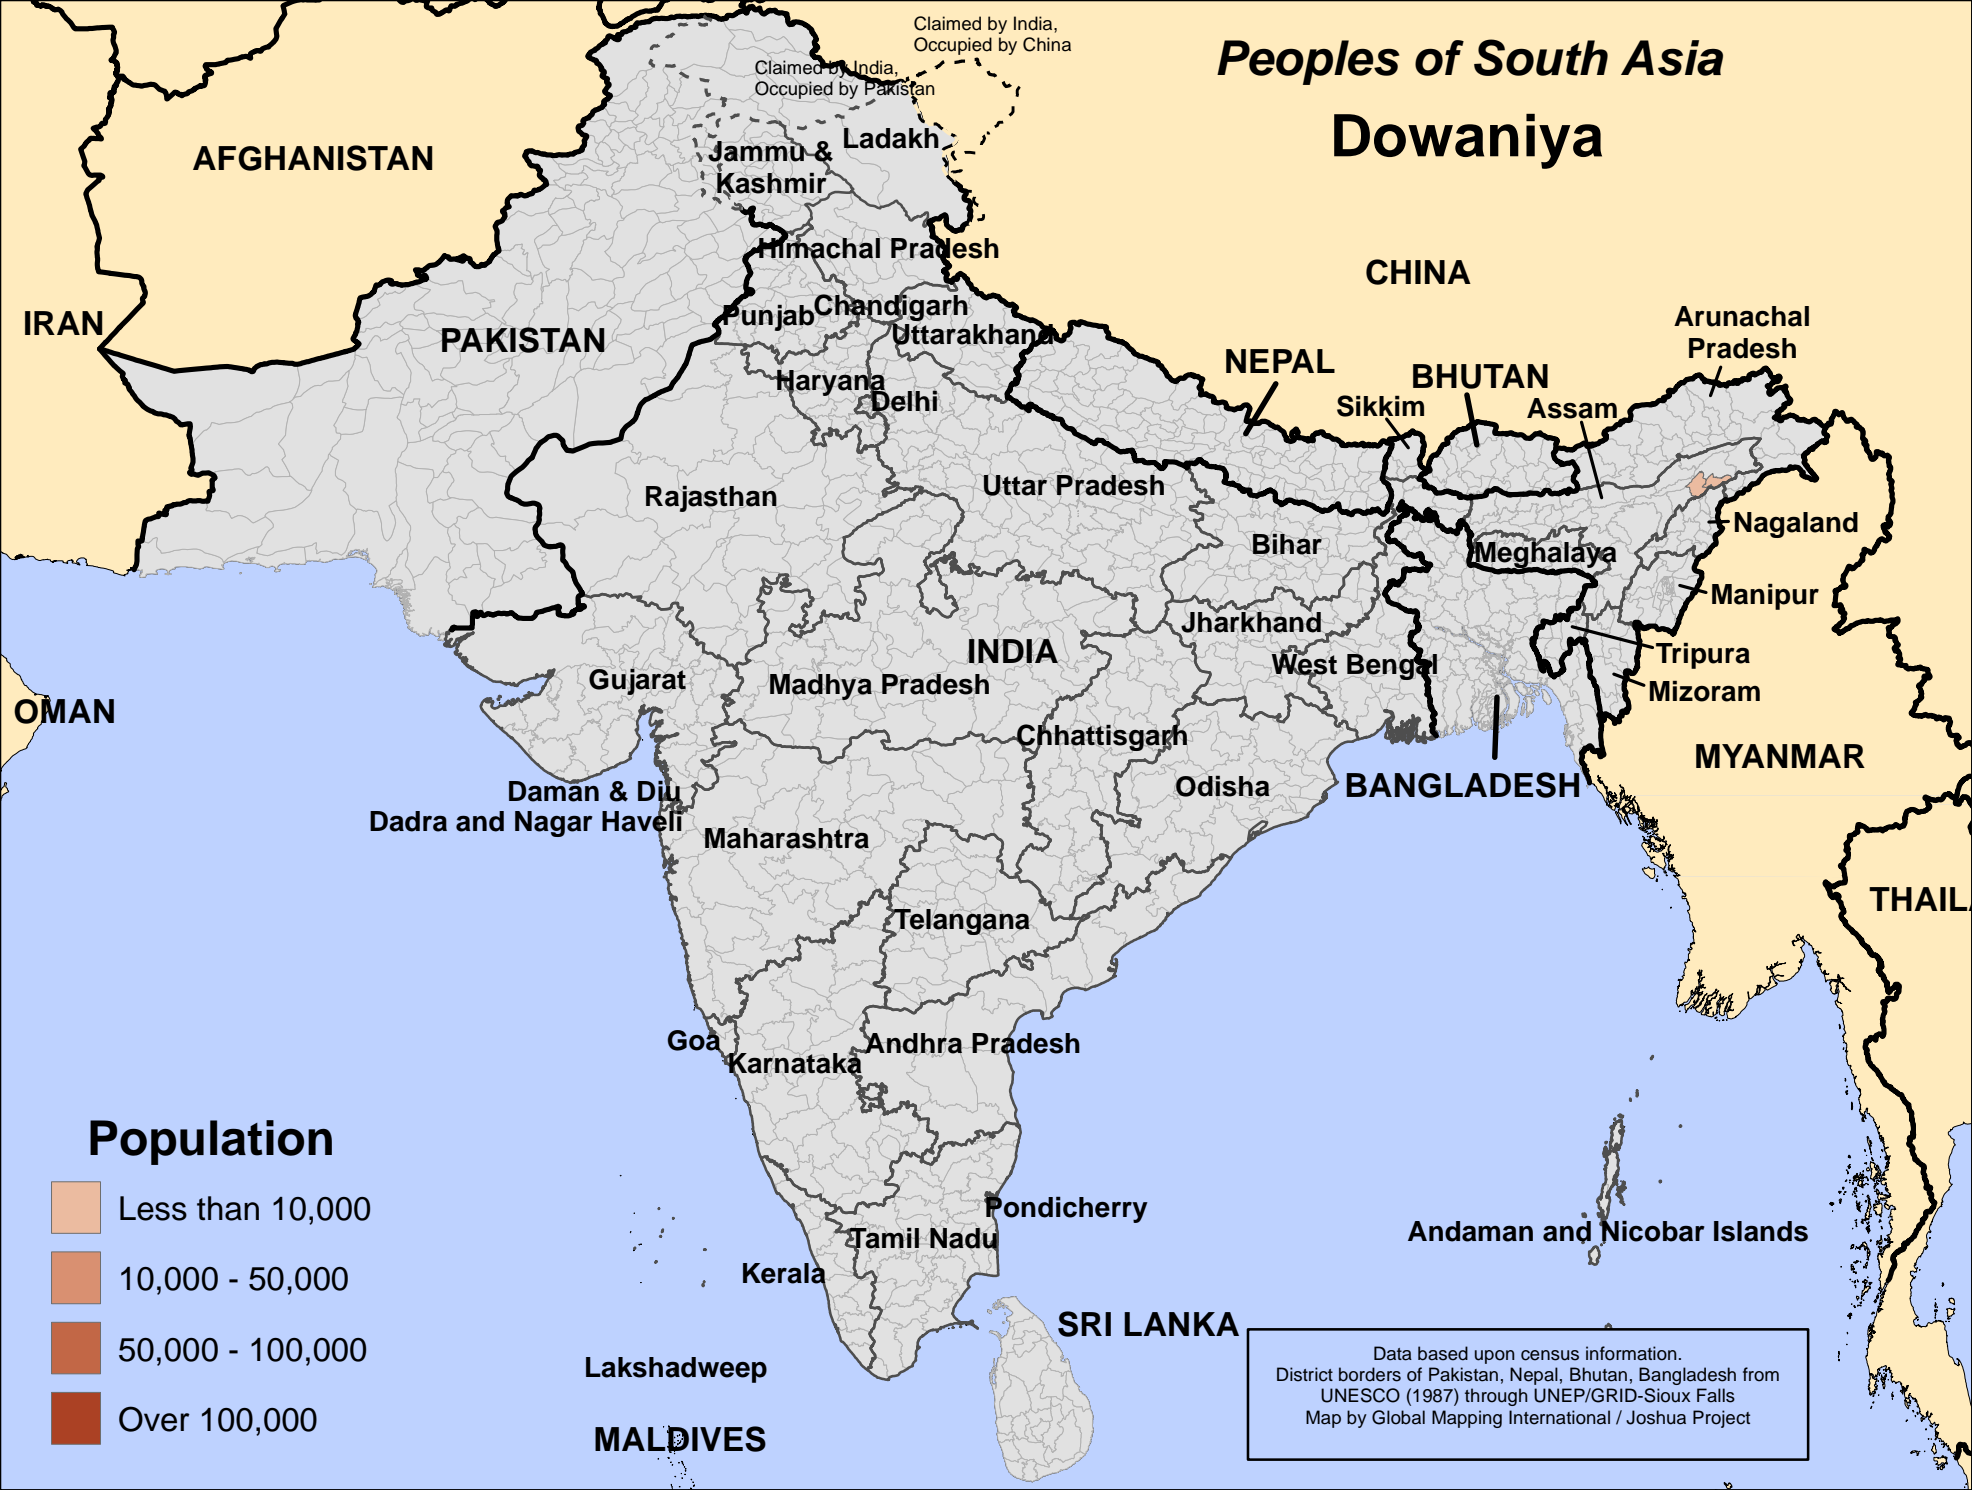 Claimed by India,
Occupied by China
Peoples of South Asia
Dowaniya
Claimed by India,
Occupied by Pakistan
AFGHANISTAN
Jammu &
Kashmir
Ladakh
Himachal Pradesh
CHINA
IRAN
PAKISTAN
Punjab
Chandigarh
Uttarakhand
Arunachal
Pradesh
Haryana
Delhi
NEPAL
BHUTAN
Sikkim
Assam
Rajasthan
Uttar Pradesh
Bihar
Nagaland
Meghalaya
Manipur
Jharkhand
INDIA
West Bengal
Tripura
Mizoram
Gujarat
Madhya Pradesh
OMAN
Chhattisgarh
MYANMAR
Odisha
BANGLADESH
Daman & Diu
Dadra and Nagar Haveli
Maharashtra
THAIL
Telangana
Goa
Karnataka
Andhra Pradesh
Population
Less than 10,000
10,000 - 50,000
50,000 - 100,000
Over 100,000
Pondicherry
Tamil Nadu
Kerala
Andaman and Nicobar Islands
SRI LANKA
Lakshadweep
MALDIVES
Data based upon census information.
District borders of Pakistan, Nepal, Bhutan, Bangladesh from
UNESCO (1987) through UNEP/GRID-Sioux Falls
Map by Global Mapping International / Joshua Project